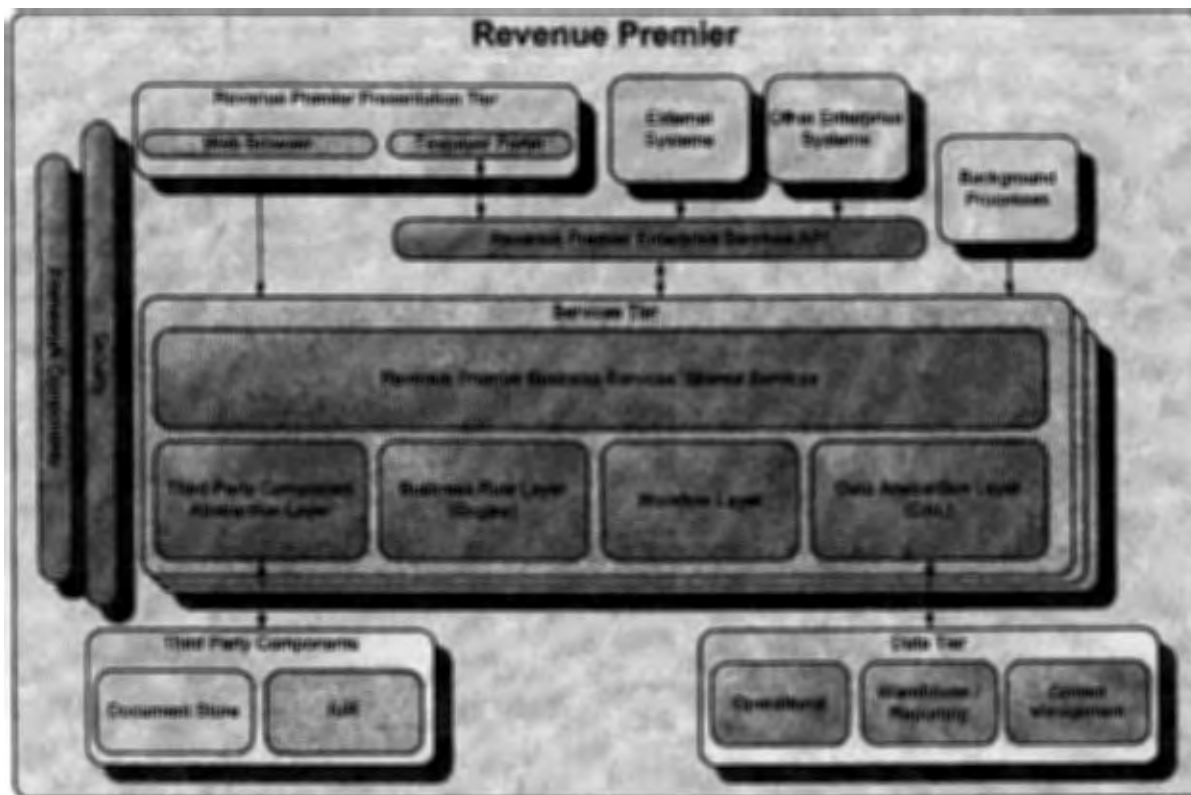 Revenue Premier
Revenue Premier Presentation Tier
Web Browser
Taxpayer Portal
External
Systems
Other Enterprise
Systems
Background
Processes
Revenue Premier Enterprise Services API
Framework Components
Security
Services Tier
Revenue Premier Business Services/Shared Services
Third Party Component
Abstraction Layer
Business Rule Layer
(Engine)
Workflow Layer
Data Abstraction Layer
(DAL)
Third Party Components
Document Store
Data Tier
Operational
Warehouse /
Reporting
Content
Management